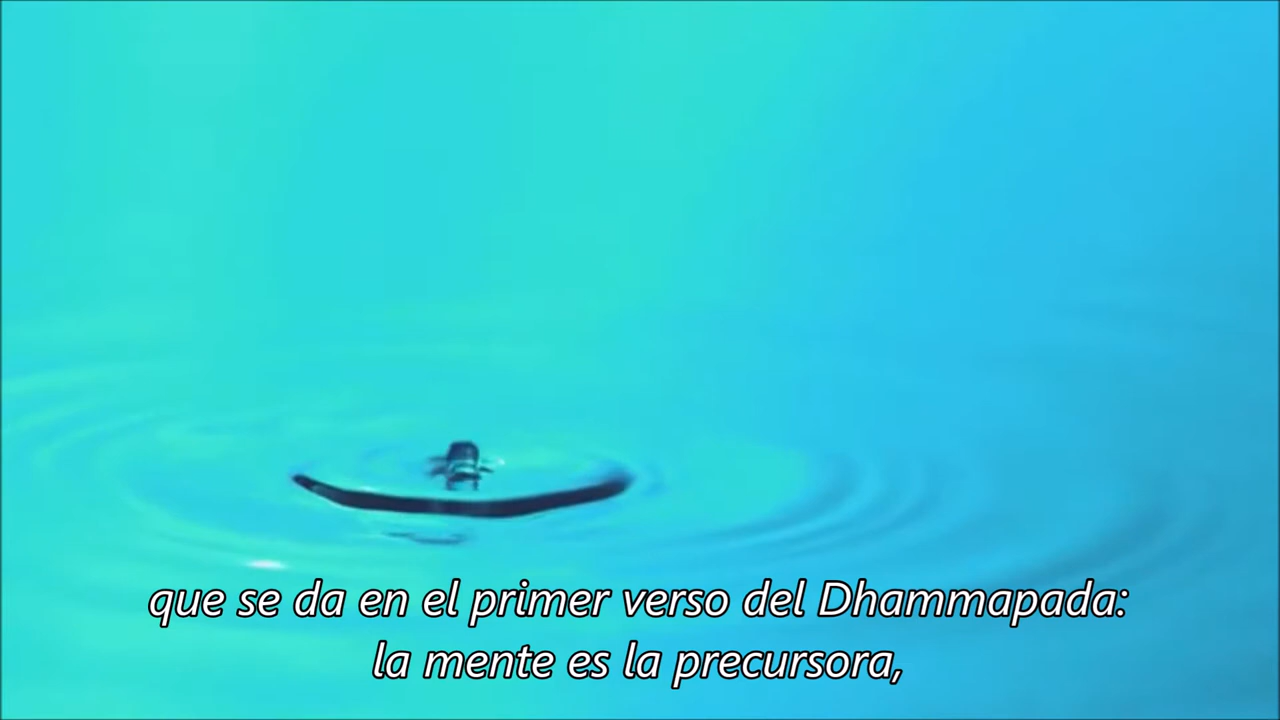 que se da en el primer verso del Dhammapada:
la mente es la precursora,